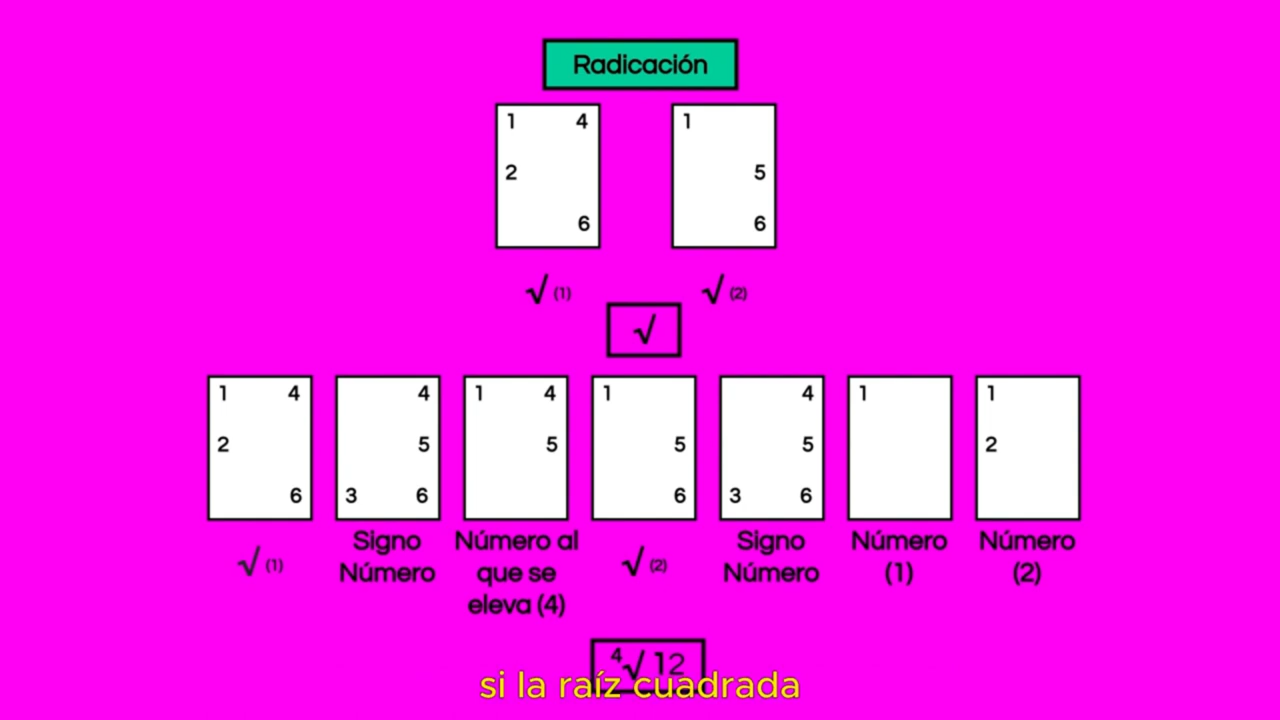 Radicación
1 4 1
2 5
6 6
√ (1) √ (2)
√
1 4 4 1 4 1 4 1 1
2 5 5 5 5 2
6 3 6 6 3 6
√ (1) Signo Número Número al que se eleva (4) √ (2) Signo Número Número (1) Número (2)
⁴√ 12
si la raíz cuadrada